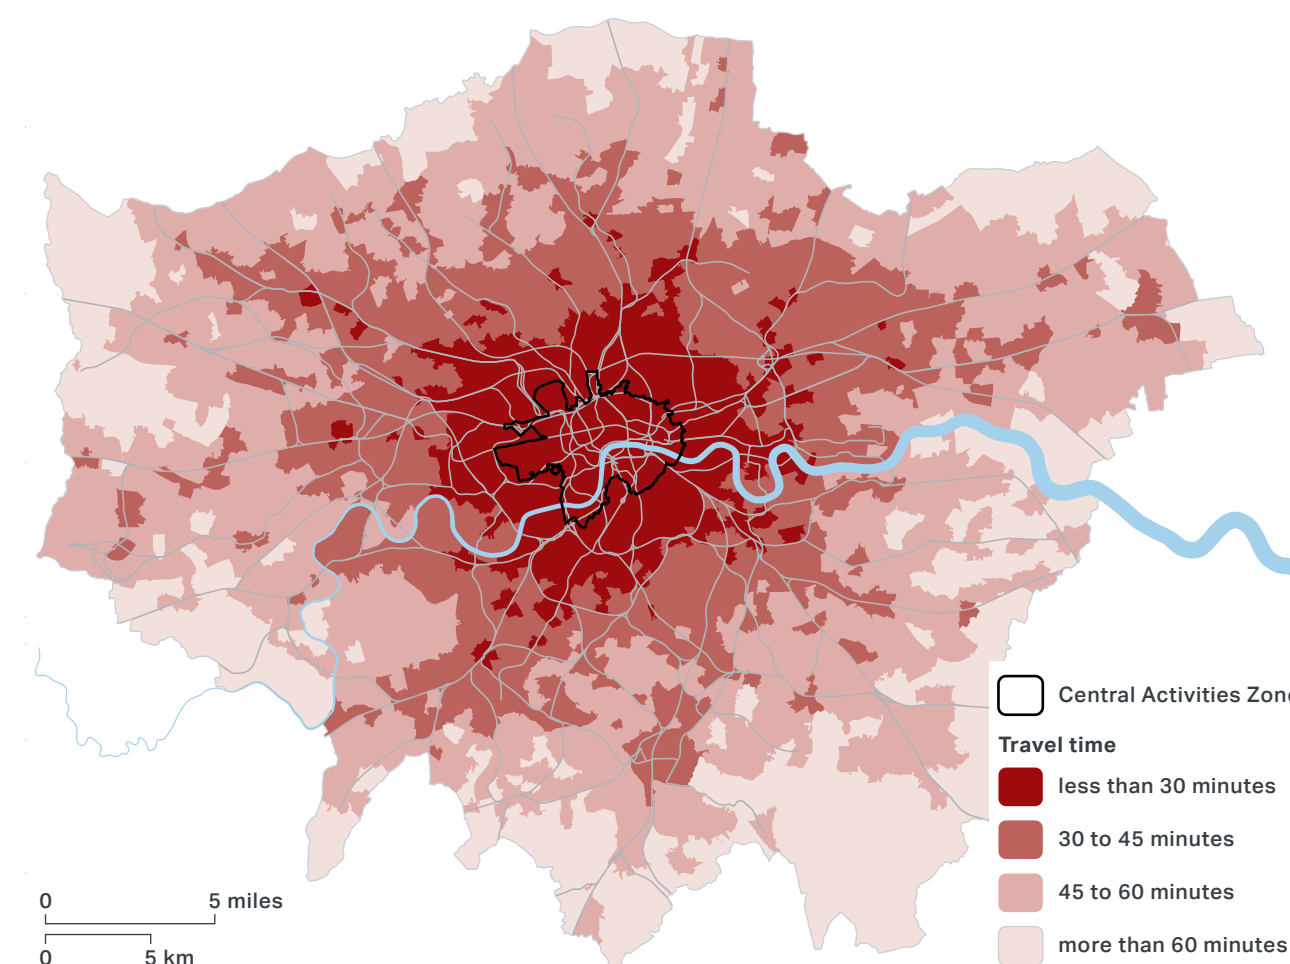 Central Activities Zon
Travel time
less than 30 minutes
30 to 45 minutes
45 to 60 minutes
more than 60 minutes
0 5 miles
0 5 km